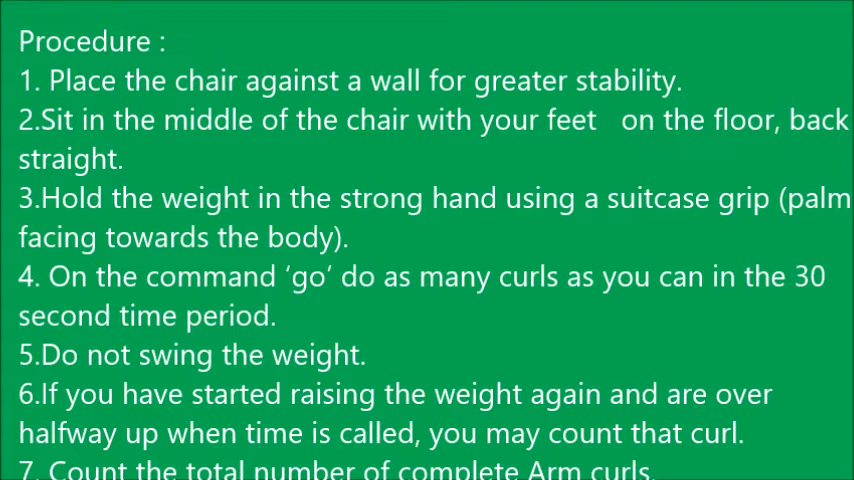 Procedure :
1. Place the chair against a wall for greater stability.
2.Sit in the middle of the chair with your feet   on the floor, back
straight.
3.Hold the weight in the strong hand using a suitcase grip (palm
facing towards the body).
4. On the command ‘go’ do as many curls as you can in the 30
second time period.
5.Do not swing the weight.
6.If you have started raising the weight again and are over
halfway up when time is called, you may count that curl.
7. Count the total number of complete Arm curls.